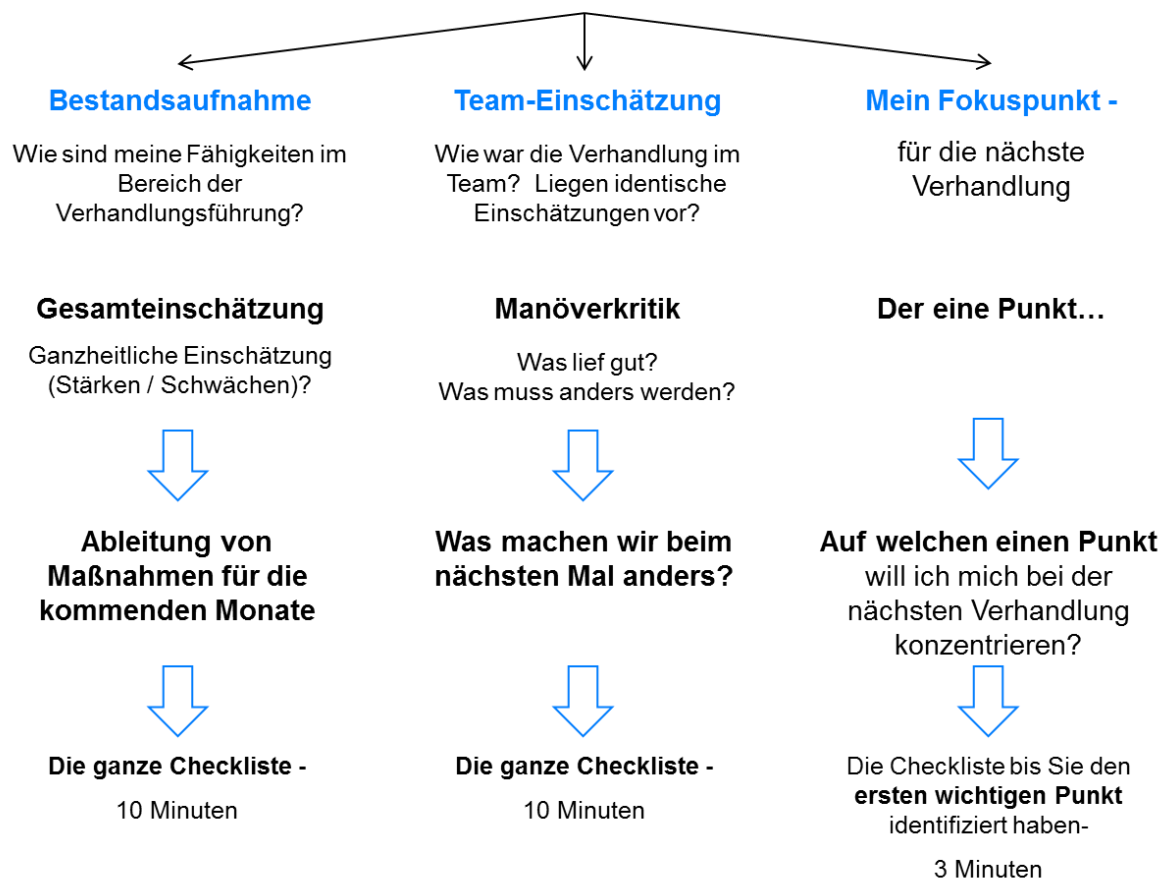 Bestandsaufnahme
Wie sind meine Fähigkeiten im
Bereich der
Verhandlungsführung?
Gesamteinschätzung
Ganzheitliche Einschätzung
(Stärken / Schwächen)?
Ableitung von
Maßnahmen für die
kommenden Monate
Die ganze Checkliste -
10 Minuten
Team-Einschätzung
Wie war die Verhandlung im
Team? Liegen identische
Einschätzungen vor?
Manöverkritik
Was lief gut?
Was muss anders werden?
Was machen wir beim
nächsten Mal anders?
Die ganze Checkliste -
10 Minuten
Mein Fokuspunkt -
für die nächste
Verhandlung
Der eine Punkt…
Auf welchen einen Punkt
will ich mich bei der
nächsten Verhandlung
konzentrieren?
Die Checkliste bis Sie den
ersten wichtigen Punkt
identifiziert haben-
3 Minuten